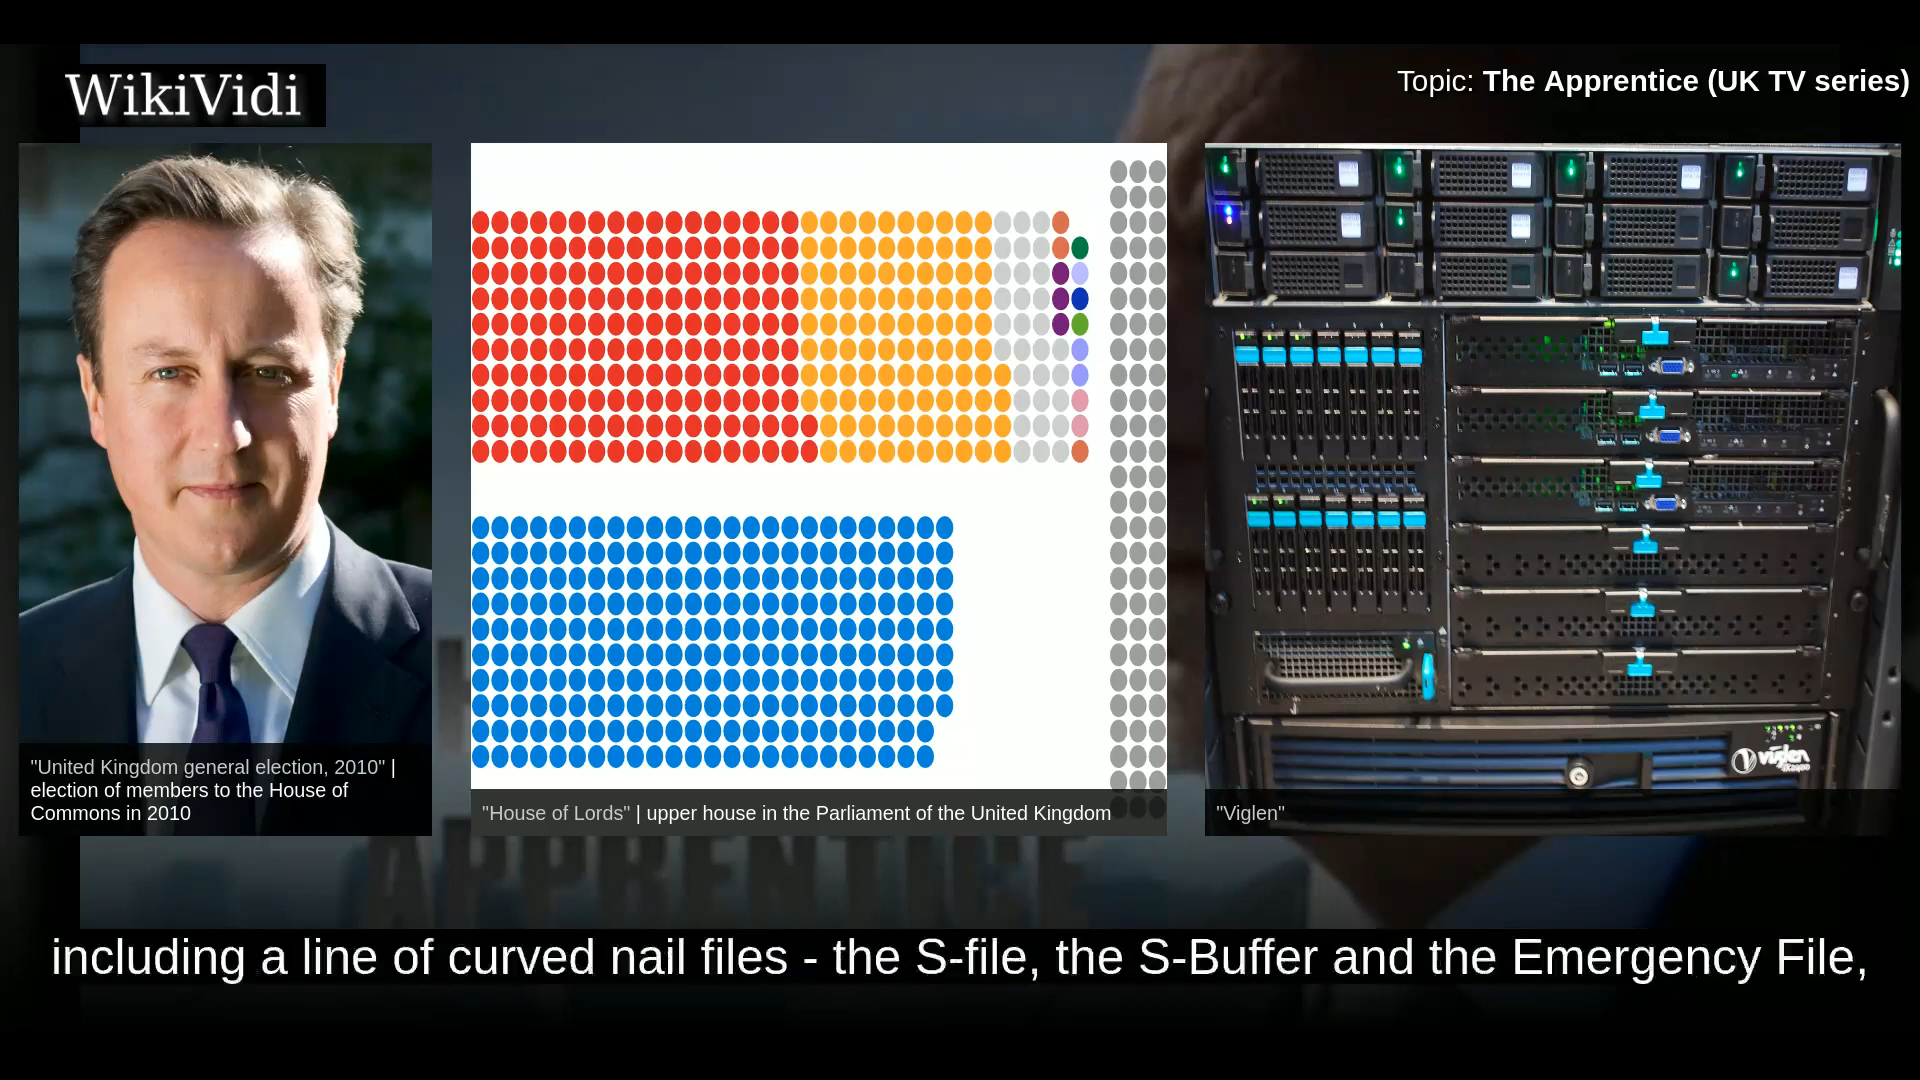 WikiVidi
Topic: The Apprentice (UK TV series)
"United Kingdom general election, 2010" |
election of members to the House of
Commons in 2010
"House of Lords" | upper house in the Parliament of the United Kingdom
viglen
"Viglen"
APPRENTICE
including a line of curved nail files - the S-file, the S-Buffer and the Emergency File,